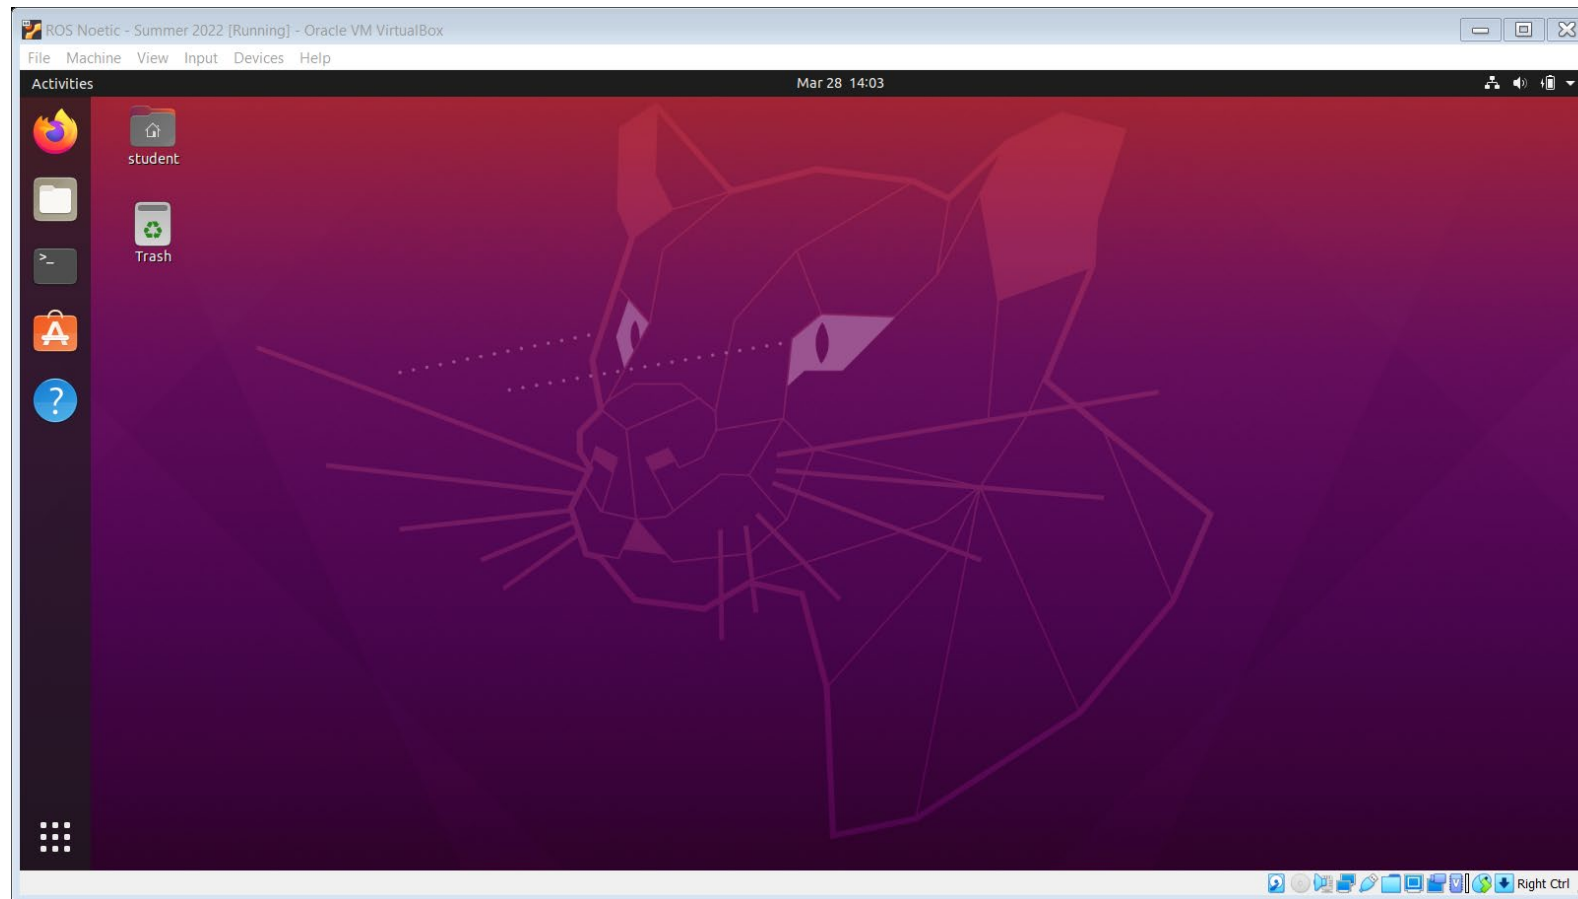 ROS Noetic - Summer 2022 [Running] - Oracle VM VirtualBox
File Machine View Input Devices Help
Activities Mar 28 14:03
student
Trash
Right Ctrl